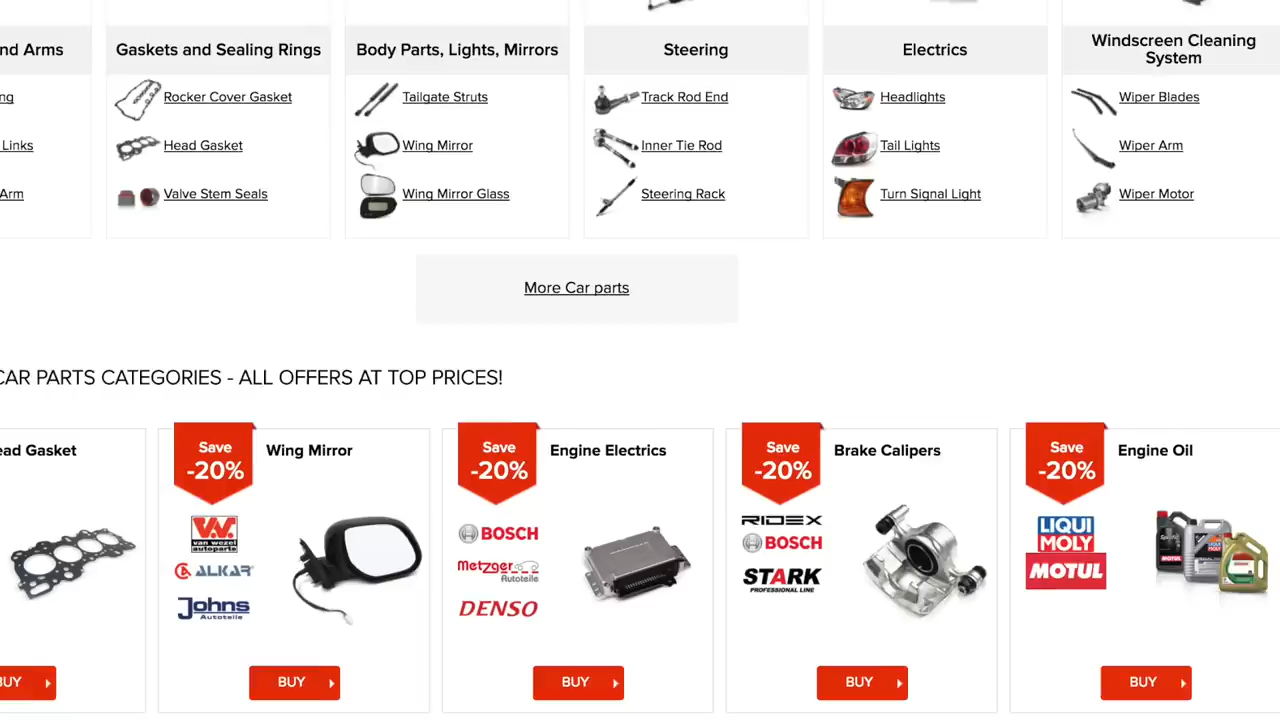 nd Arms
Gaskets and Sealing Rings
Body Parts, Lights, Mirrors
Steering
Electrics
Windscreen Cleaning
System
ng
Rocker Cover Gasket
Tailgate Struts
Track Rod End
Headlights
Wiper Blades
Links
Head Gasket
Wing Mirror
Inner Tie Rod
Tail Lights
Wiper Arm
Arm
Valve Stem Seals
Wing Mirror Glass
Steering Rack
Turn Signal Light
Wiper Motor
More Car parts
CAR PARTS CATEGORIES - ALL OFFERS AT TOP PRICES!
ead Gasket
BUY
Save
-20%
Wing Mirror
van wezel
autoparts
ALKAR
Johns
Autoteile
BUY
Save
-20%
Engine Electrics
BOSCH
Metzger
Autoteile
DENSO
BUY
Save
-20%
Brake Calipers
RIDEX
BOSCH
STARK
PROFESSIONAL LINE
BUY
Save
-20%
Engine Oil
LIQUI
MOLY
MOTUL
BUY